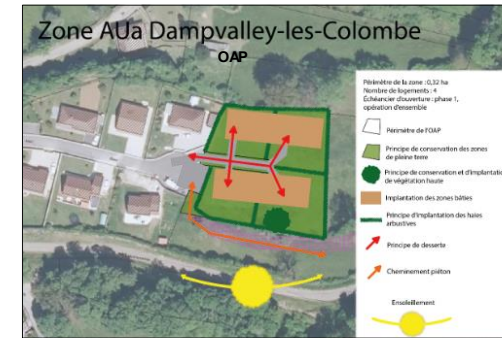 Zone AUa Dampvalley-les-Colombe
OAP
Périmètre de la zone : 0,32 ha
Nombre de logements : 4
Échéancier d'ouverture : phase 1,
opération d'ensemble
Périmètre de l'OAP
Principe de conservation des zones
de pleine terre
Principe de conservation et d'implantat
de végétation haute
Implantation des zones bâties
Principe d'implantation des haies
arbustives
Principe de desserte
Cheminement piéton
Ensoleillement